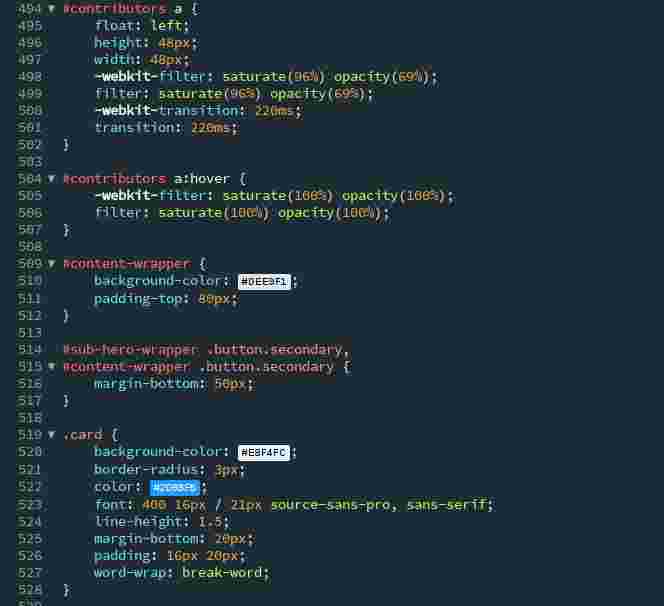 494 ▼ #contributors a {
495 float: left;
496 height: 48px;
497 width: 48px;
498 -webkit-filter: saturate(96%) opacity(69%);
499 filter: saturate(96%) opacity(69%);
500 -webkit-transition: 220ms;
501 transition: 220ms;
502 }
503
504 ▼ #contributors a:hover {
505 -webkit-filter: saturate(100%) opacity(100%);
506 filter: saturate(100%) opacity(100%);
507 }
508
509 ▼ #content-wrapper {
510 background-color: ;
511 padding-top: 80px;
512 }
513
514 #sub-hero-wrapper .button.secondary,
515 ▼ #content-wrapper .button.secondary {
516 margin-bottom: 50px;
517 }
518
519 ▼ .card {
520 background-color: ;
521 border-radius: 3px;
522 color: ;
523 font: 400 16px / 21px source-sans-pro, sans-serif;
524 line-height: 1.5;
525 margin-bottom: 20px;
526 padding: 16px 20px;
527 word-wrap: break-word;
528 }